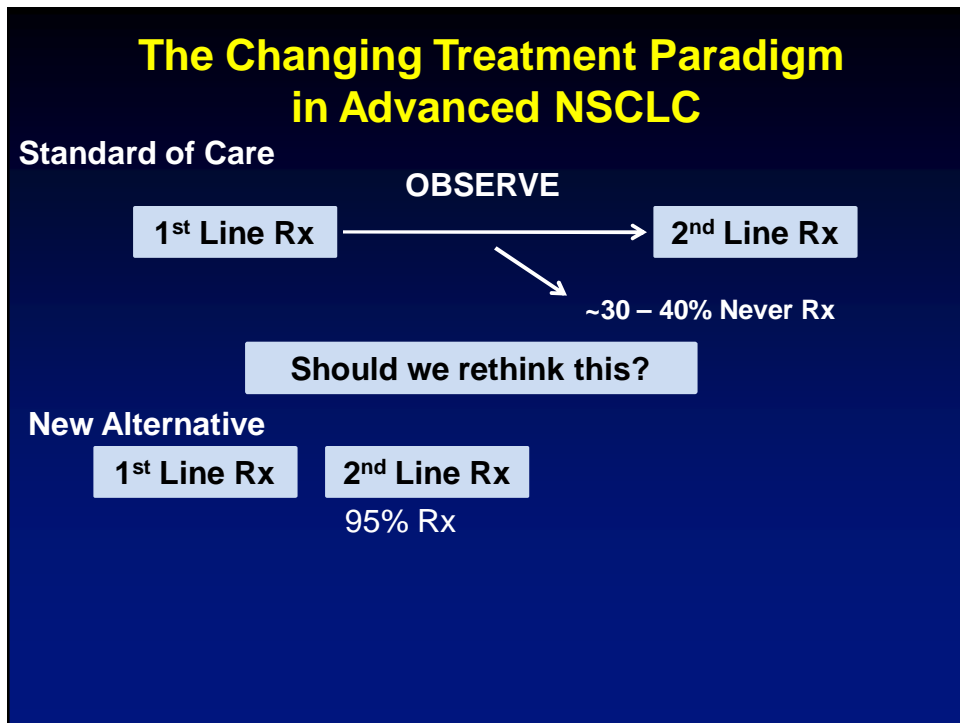 The Changing Treatment Paradigm
in Advanced NSCLC
Standard of Care
OBSERVE
1st Line Rx
2nd Line Rx
~30 – 40% Never Rx
Should we rethink this?
New Alternative
1st Line Rx
2nd Line Rx
95% Rx